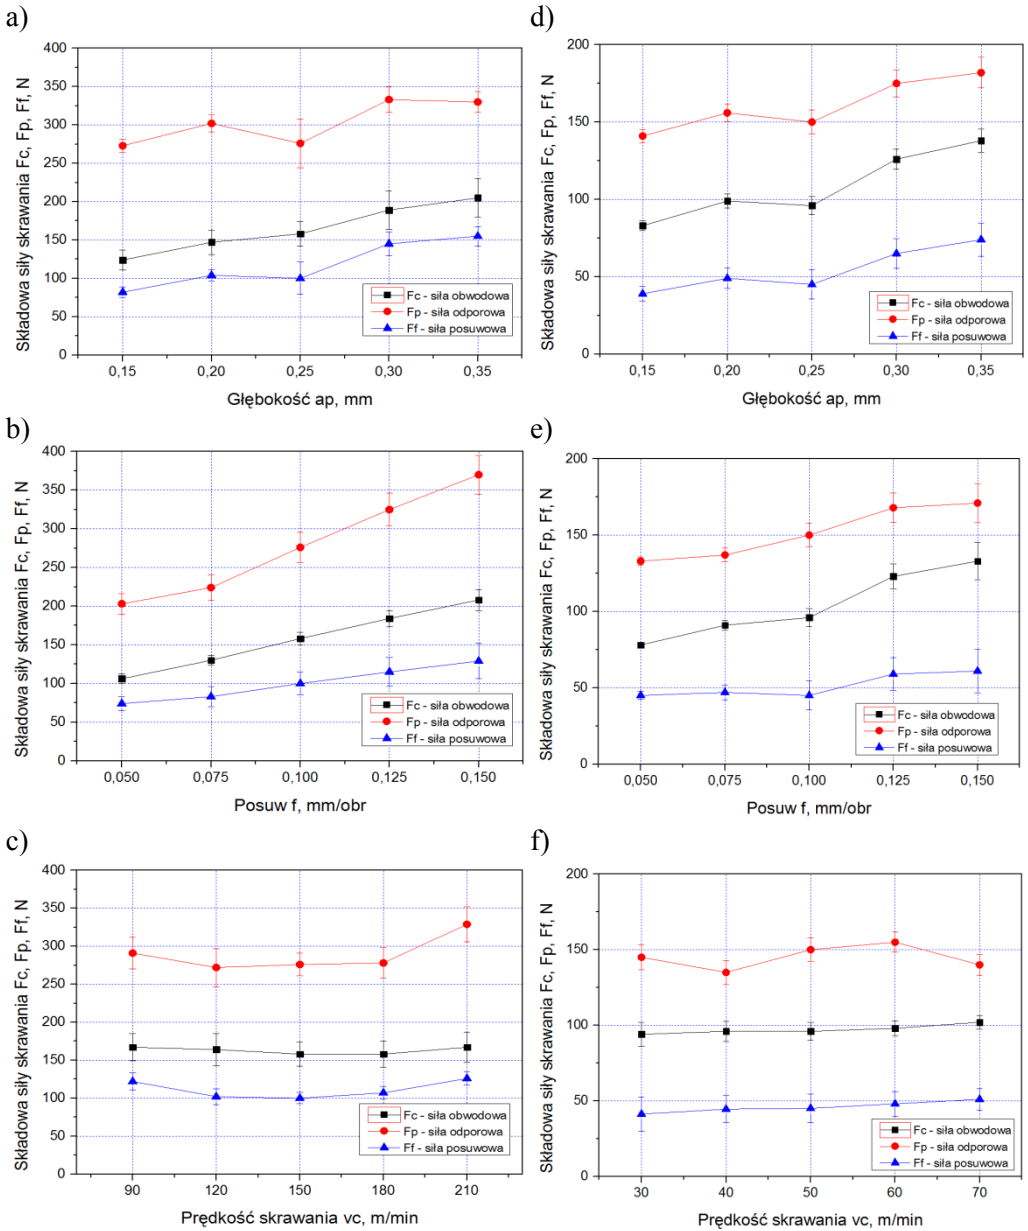 a)
Składowa siły skrawania Fc, Fp, Ff, N
400
350
300
250
200
150
100
50
0
0,15 0,20 0,25 0,30 0,35
Głębokość ap, mm
Fc - siła obwodowa
Fp - siła odporowa
Ff - siła posuwowa
d)
Składowa siły skrawania Fc, Fp, Ff, N
200
150
100
50
0
0,15 0,20 0,25 0,30 0,35
Głębokość ap, mm
Fc - siła obwodowa
Fp - siła odporowa
Ff - siła posuwowa
b)
Składowa siły skrawania Fc, Fp, Ff, N
400
350
300
250
200
150
100
50
0
0,050 0,075 0,100 0,125 0,150
Posuw f, mm/obr
Fc - siła obwodowa
Fp - siła odporowa
Ff - siła posuwowa
e)
Składowa siły skrawania Fc, Fp, Ff, N
200
150
100
50
0
0,050 0,075 0,100 0,125 0,150
Posuw f, mm/obr
Fc - siła obwodowa
Fp - siła odporowa
Ff - siła posuwowa
c)
Składowa siły skrawania Fc, Fp, Ff, N
400
350
300
250
200
150
100
50
0
90 120 150 180 210
Prędkość skrawania vc, m/min
Fc - siła obwodowa
Fp - siła odporowa
Ff - siła posuwowa
f)
Składowa siły skrawania Fc, Fp, Ff, N
200
150
100
50
0
30 40 50 60 70
Prędkość skrawania vc, m/min
Fc - siła obwodowa
Fp - siła odporowa
Ff - siła posuwowa